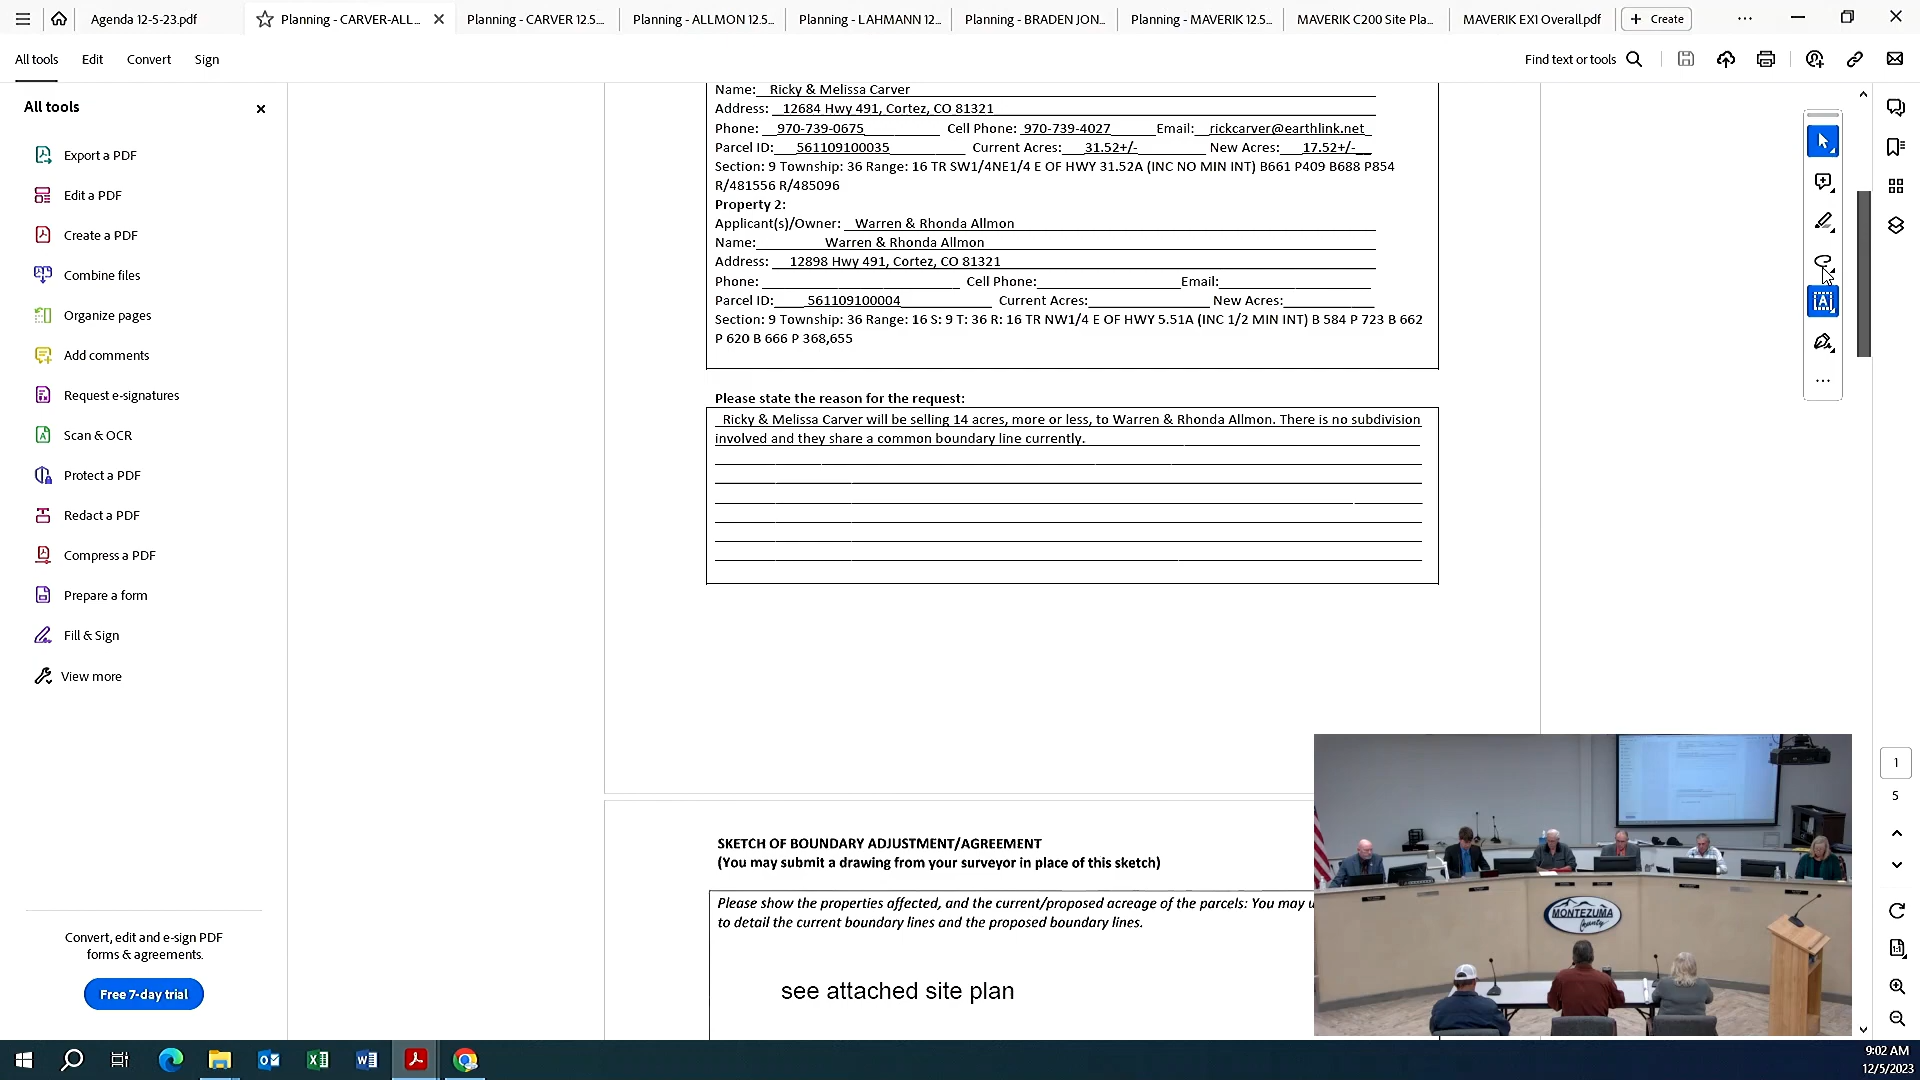 Agenda 12-5-23.pdf
Planning - CARVER-ALL...
Planning - CARVER 12.5...
Planning - ALLMON 12.5...
Planning - LAHMANN 12...
Planning - BRADEN JON...
Planning - MAVERIK 12.5...
MAVERIK C200 Site Pla...
MAVERIK EX1 Overall.pdf
Create
All tools
Edit
Convert
Sign
Find text or tools
All tools
Export a PDF
Edit a PDF
Create a PDF
Combine files
Organize pages
Add comments
Request e-signatures
Scan & OCR
Protect a PDF
Redact a PDF
Compress a PDF
Prepare a form
Fill & Sign
View more
Convert, edit and e-sign PDF
forms & agreements.
Free 7-day trial
Name: Ricky & Melissa Carver
Address: 12684 Hwy 491, Cortez, CO 81321
Phone: 970-739-0675 Cell Phone: 970-739-4027 Email: rickcarver@earthlink.net
Parcel ID: 561109100035 Current Acres: 31.52+/- New Acres: 17.52+/-
Section: 9 Township: 36 Range: 16 TR SW1/4NE1/4 E OF HWY 31.52A (INC NO MIN INT) B661 P409 B688 P854
R/481556 R/485096
Property 2:
Applicant(s)/Owner: Warren & Rhonda Allmon
Name: Warren & Rhonda Allmon
Address: 12898 Hwy 491, Cortez, CO 81321
Phone: Cell Phone: Email:
Parcel ID: 561109100004 Current Acres: New Acres:
Section: 9 Township: 36 Range: 16 S: 9 T: 36 R: 16 TR NW1/4 E OF HWY 5.51A (INC 1/2 MIN INT) B 584 P 723 B 662
P 620 B 666 P 368,655
Please state the reason for the request:
Ricky & Melissa Carver will be selling 14 acres, more or less, to Warren & Rhonda Allmon. There is no subdivision
involved and they share a common boundary line currently.
SKETCH OF BOUNDARY ADJUSTMENT/AGREEMENT
(You may submit a drawing from your surveyor in place of this sketch)
Please show the properties affected, and the current/proposed acreage of the parcels: You may u
to detail the current boundary lines and the proposed boundary lines.
see attached site plan
MONTEZUMA
County
1
5
9:02 AM
12/5/2023